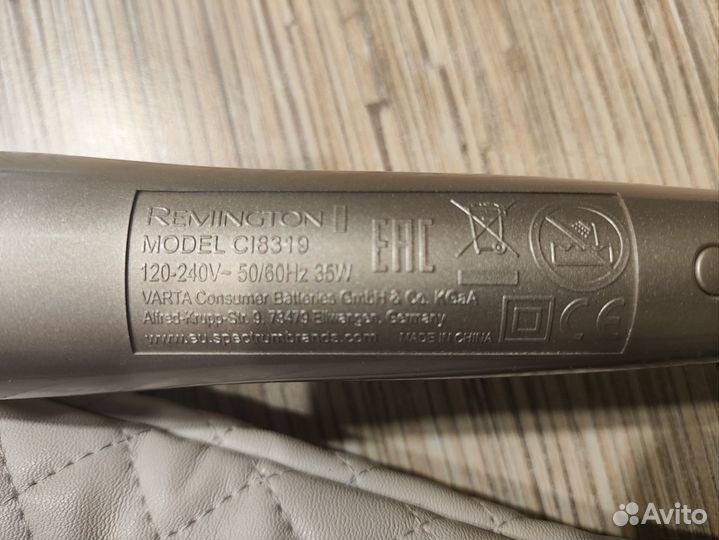 REMINGTON
MODEL CI8319
120-240V~ 50/60Hz 35W
VARTA Consumer Batteries GmbH & Co. KGaA
Alfred-Krupp-Str. 9, 73479 Ellwangen, Germany
www.eu.spectrumbrands.com MADE IN CHINA
EAC
CE
Avito